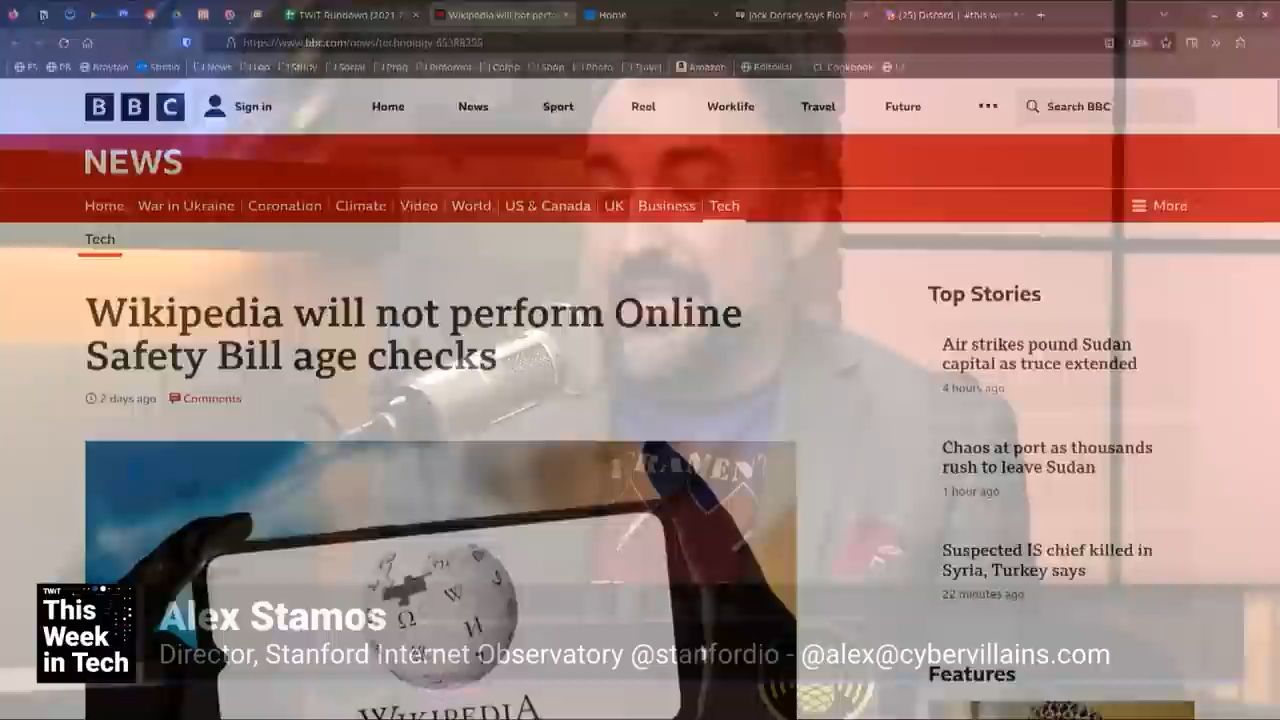 TWiT Rundown (2021
Wikipedia will not perf
Home
Jack Dorsey says Elon
(25) Discord | #this-w
https://www.bbc.com/news/technology-65388255
Amazon
Editorial
Cookbook
BBC
Sign in
Home
News
Sport
Reel
Worklife
Travel
Future
Search BBC
NEWS
Home
War in Ukraine
Coronation
Climate
Video
World
US & Canada
UK
Business
Tech
More
Tech
Wikipedia will not perform Online
Safety Bill age checks
2 days ago
Comments
Top Stories
Air strikes pound Sudan
capital as truce extended
4 hours ago
Chaos at port as thousands
rush to leave Sudan
1 hour ago
Suspected IS chief killed in
Syria, Turkey says
22 minutes ago
Features
WIKIPEDIA
TWiT
This
Week
in Tech
Alex Stamos
Director, Stanford Internet Observatory @stanfordio - @alex@cybervillains.com